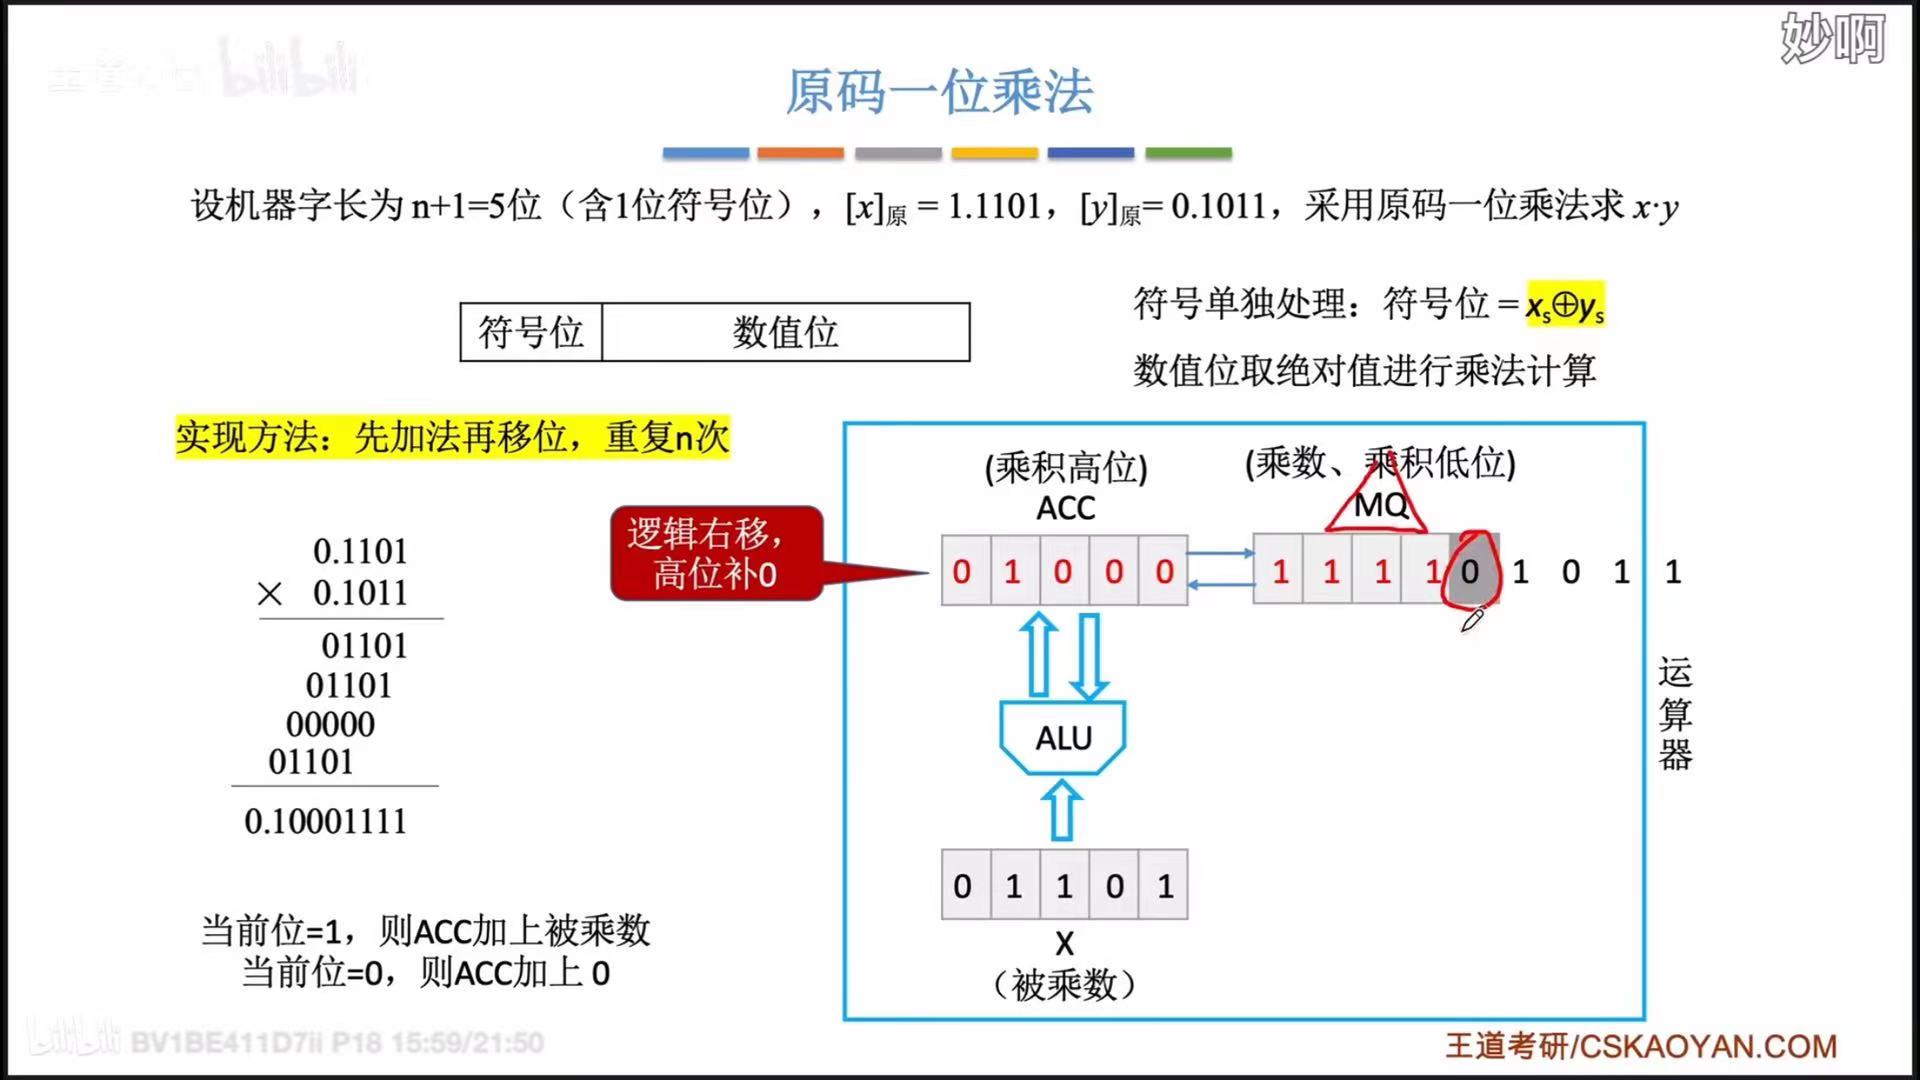 妙啊
bilibili
原码一位乘法
设机器字长为 n+1=5位（含1位符号位），[x]原 = 1.1101，[y]原= 0.1011，采用原码一位乘法求 x·y
符号位 数值位
符号单独处理：符号位 = xs⊕ys
数值位取绝对值进行乘法计算
实现方法：先加法再移位，重复n次
0.1101
× 0.1011
01101
01101
00000
01101
0.10001111
当前位=1，则ACC加上被乘数
当前位=0，则ACC加上 0
逻辑右移，
高位补0
(乘积高位)
ACC
0 1 0 0 0
(乘数、乘积低位)
MQ
1 1 1 1 0 1 0 1 1
ALU
0 1 1 0 1
X
（被乘数）
运算器
bilibili BV1BE411D7ii P18 15:59/21:50
王道考研/CSKAOYAN.COM